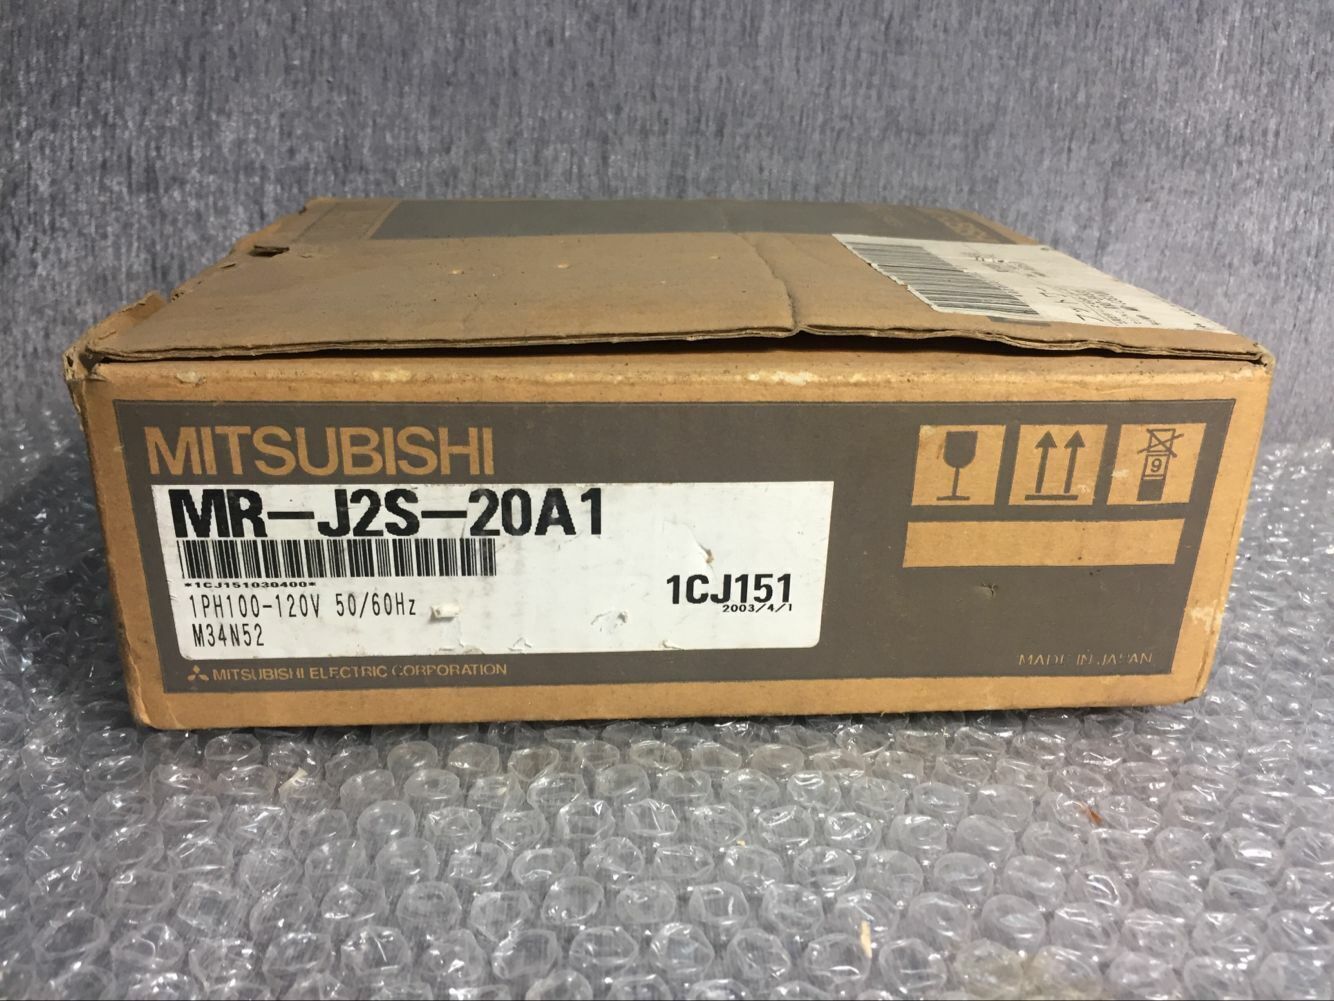 MITSUBISHI
MR-J2S-20A1
*1CJ151030400*
1PH100-120V 50/60Hz
1CJ151
2003/4/1
M34N52
MITSUBISHI ELECTRIC CORPORATION
MADE IN JAPAN
9